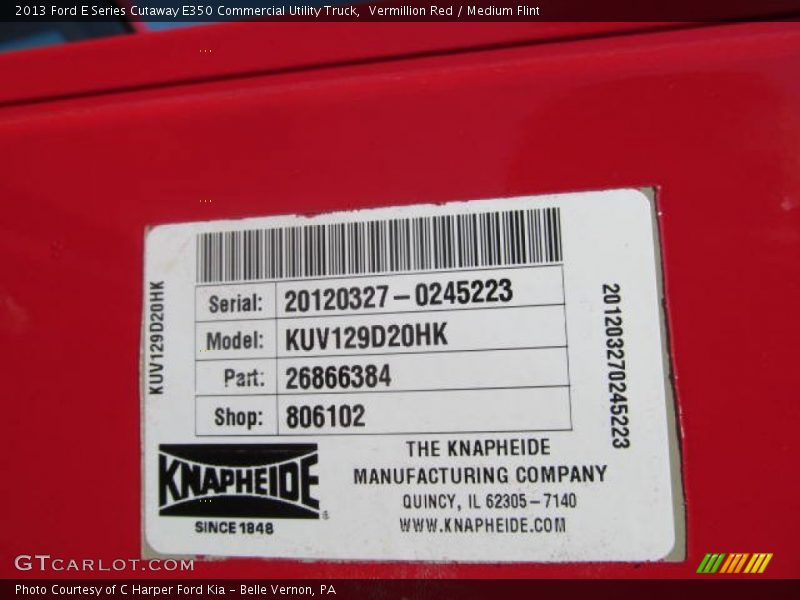 2013 Ford E Series Cutaway E350 Commercial Utility Truck,  Vermillion Red / Medium Flint
Serial: 20120327-0245223
Model: KUV129D20HK
Part: 26866384
Shop: 806102
KUV129D20HK
201203270245223
KNAPHEIDE®
SINCE 1848
THE KNAPHEIDE
MANUFACTURING COMPANY
QUINCY, IL 62305-7140
WWW.KNAPHEIDE.COM
GTCARLOT.COM
Photo Courtesy of C Harper Ford Kia - Belle Vernon, PA